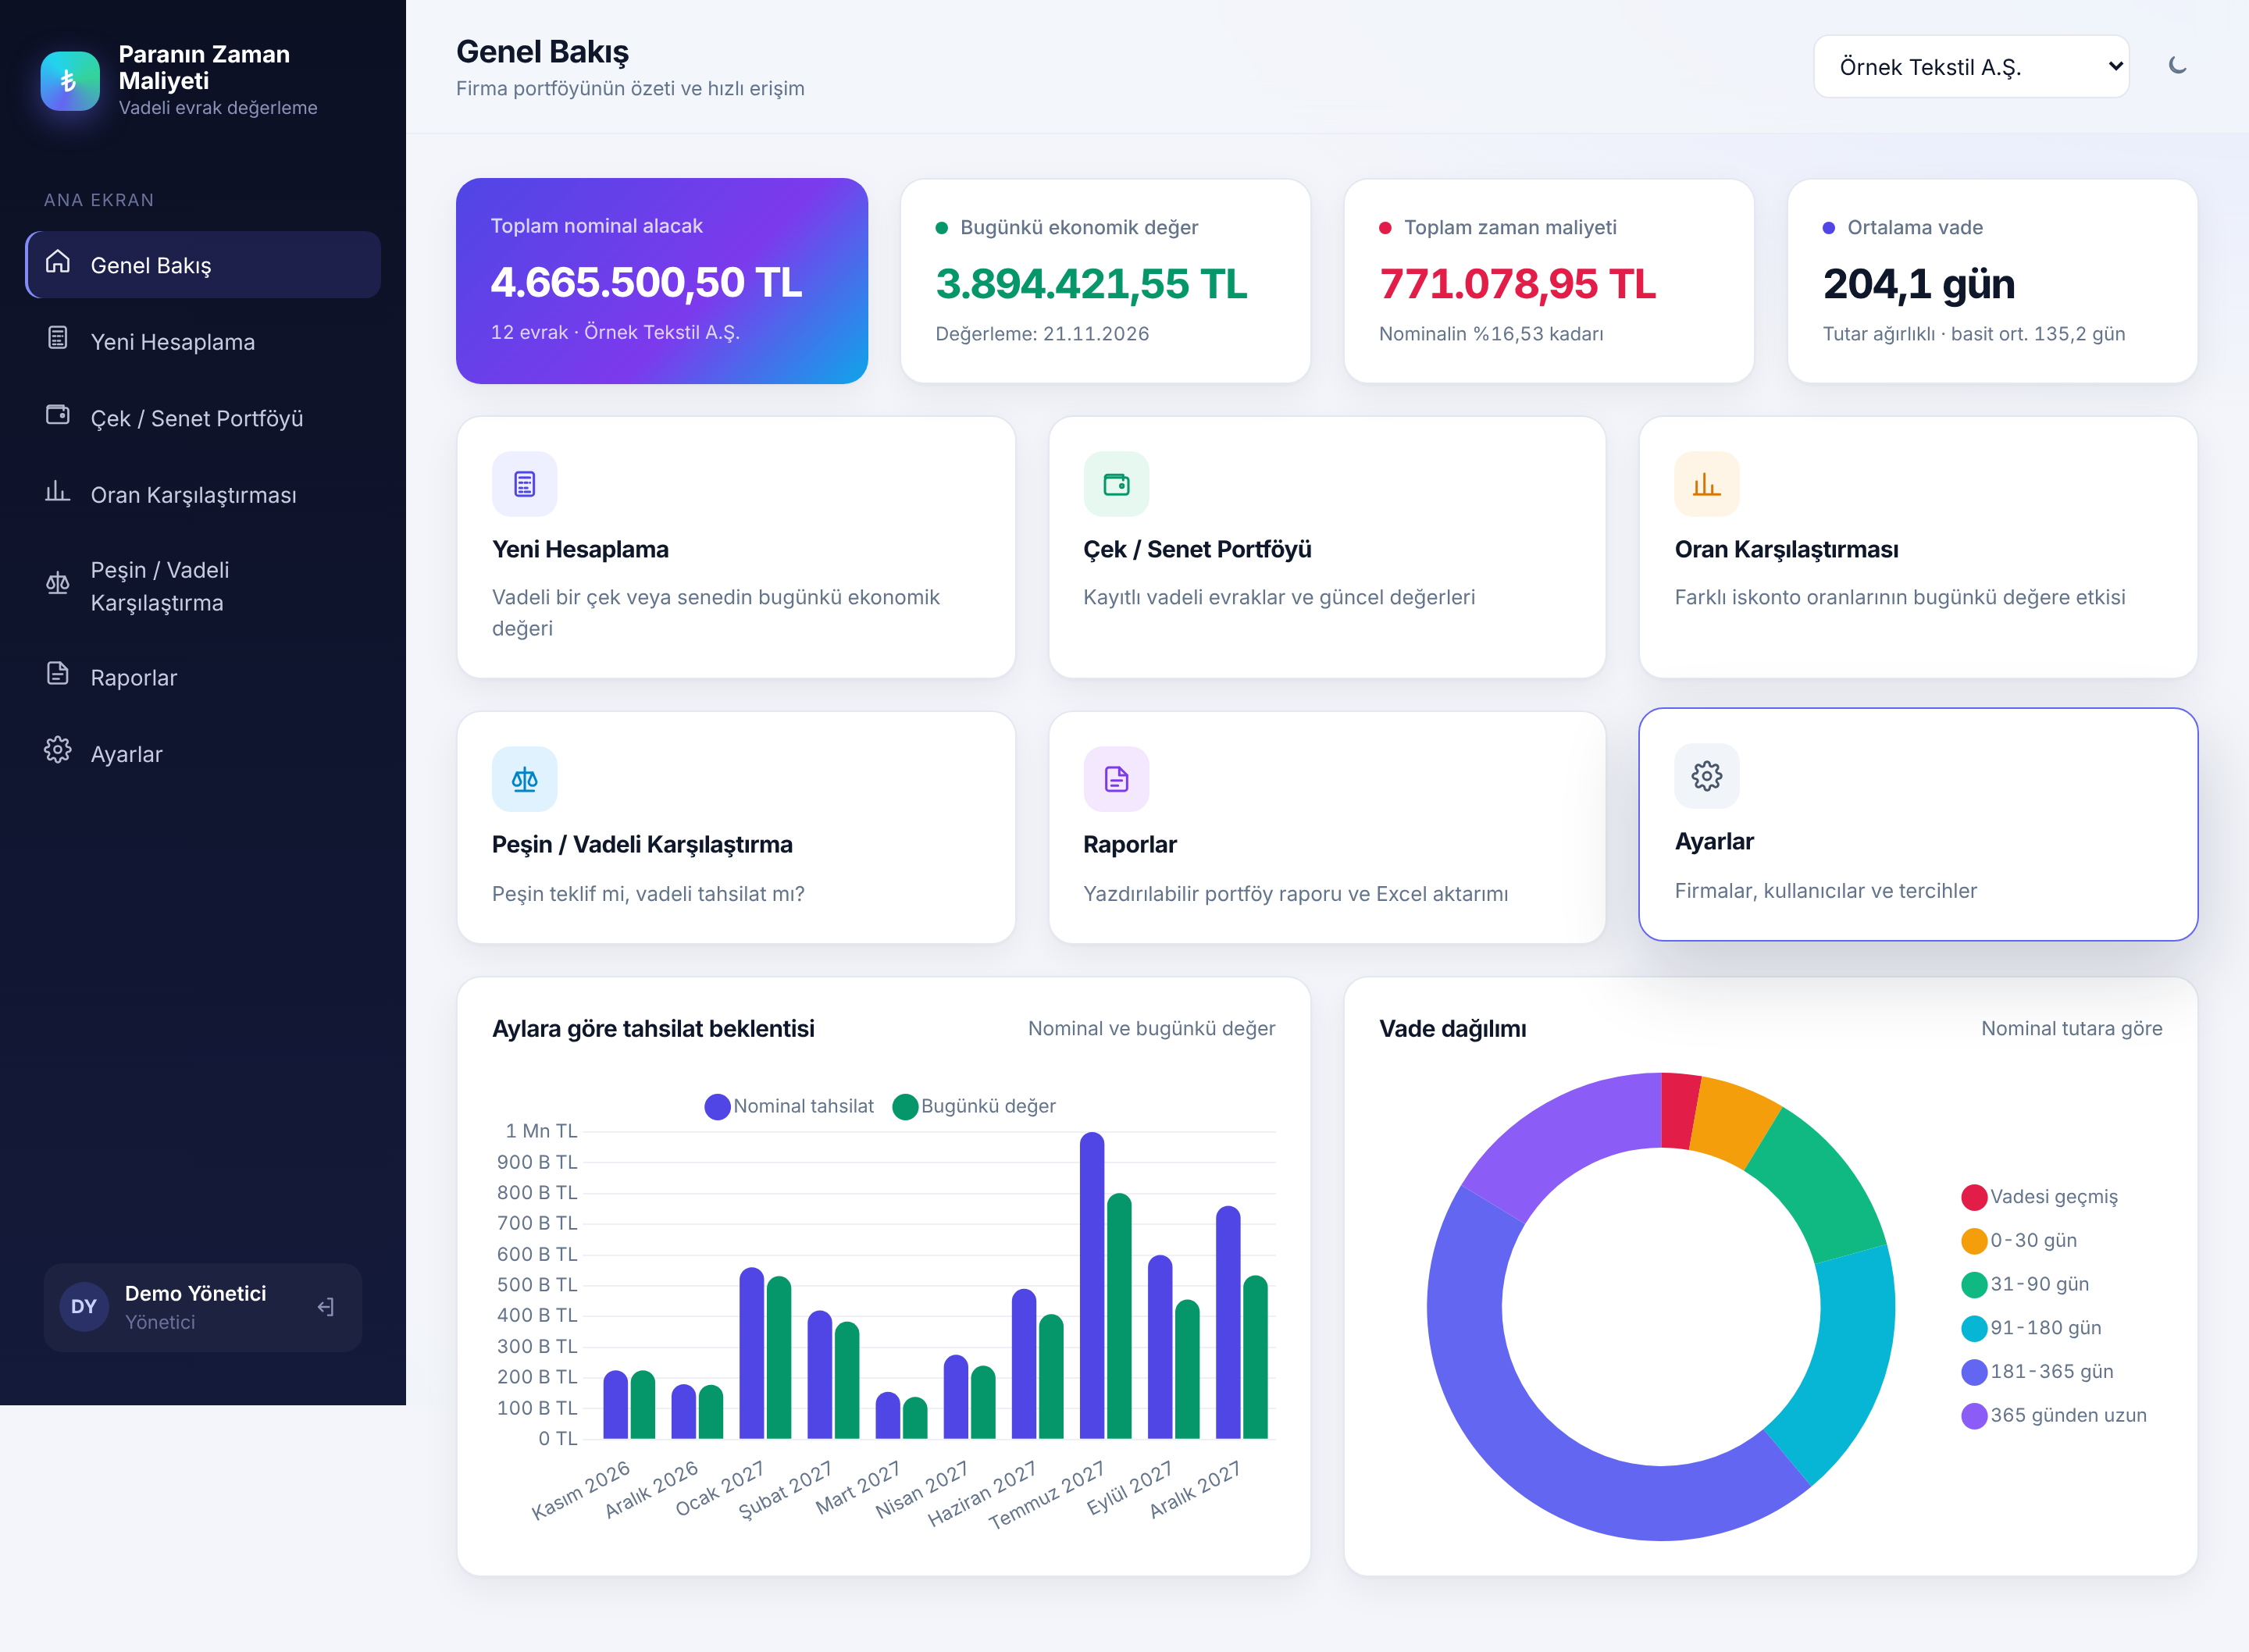 ₺
Paranın Zaman
Maliyeti
Vadeli evrak değerleme
ANA EKRAN
Genel Bakış
Yeni Hesaplama
Çek / Senet Portföyü
Oran Karşılaştırması
Peşin / Vadeli
Karşılaştırma
Raporlar
Ayarlar
DY
Demo Yönetici
Yönetici
Genel Bakış
Firma portföyünün özeti ve hızlı erişim
Örnek Tekstil A.Ş.
Toplam nominal alacak
4.665.500,50 TL
12 evrak · Örnek Tekstil A.Ş.
Bugünkü ekonomik değer
3.894.421,55 TL
Değerleme: 21.11.2026
Toplam zaman maliyeti
771.078,95 TL
Nominalin %16,53 kadarı
Ortalama vade
204,1 gün
Tutar ağırlıklı · basit ort. 135,2 gün
Yeni Hesaplama
Vadeli bir çek veya senedin bugünkü ekonomik
değeri
Çek / Senet Portföyü
Kayıtlı vadeli evraklar ve güncel değerleri
Oran Karşılaştırması
Farklı iskonto oranlarının bugünkü değere etkisi
Peşin / Vadeli Karşılaştırma
Peşin teklif mi, vadeli tahsilat mı?
Raporlar
Yazdırılabilir portföy raporu ve Excel aktarımı
Ayarlar
Firmalar, kullanıcılar ve tercihler
Aylara göre tahsilat beklentisi
Nominal ve bugünkü değer
Nominal tahsilat
Bugünkü değer
1 Mn TL
900 B TL
800 B TL
700 B TL
600 B TL
500 B TL
400 B TL
300 B TL
200 B TL
100 B TL
0 TL
Kasım 2026
Aralık 2026
Ocak 2027
Şubat 2027
Mart 2027
Nisan 2027
Haziran 2027
Temmuz 2027
Eylül 2027
Aralık 2027
Vade dağılımı
Nominal tutara göre
Vadesi geçmiş
0-30 gün
31-90 gün
91-180 gün
181-365 gün
365 günden uzun